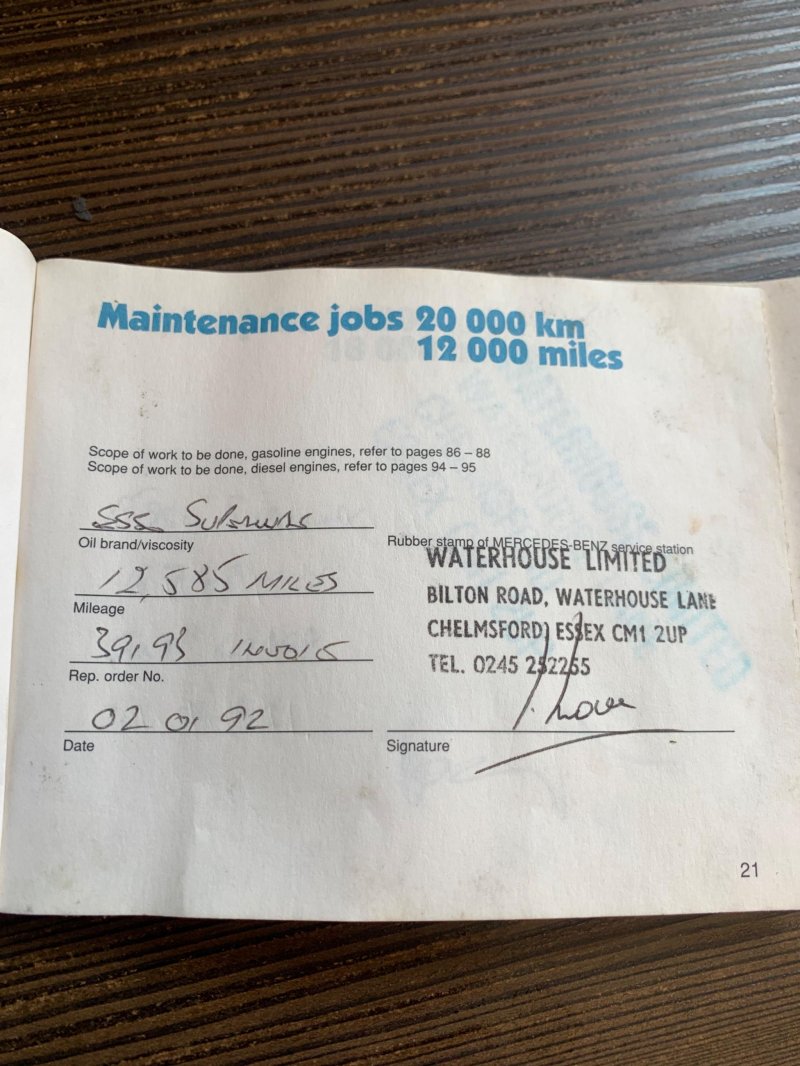 Maintenance jobs 20 000 km
12 000 miles
Scope of work to be done, gasoline engines, refer to pages 86 – 88
Scope of work to be done, diesel engines, refer to pages 94 – 95
Oil brand/viscosity
12,585 MILES
Mileage
39,93
Rep. order No.
02 01 92
Date
Rubber stamp of MERCEDES-BENZ service station
WATERHOUSE LIMITED
BILTON ROAD, WATERHOUSE LANE
CHELMSFORD, ESSEX CM1 2UP
TEL. 0245 252265
Signature
21